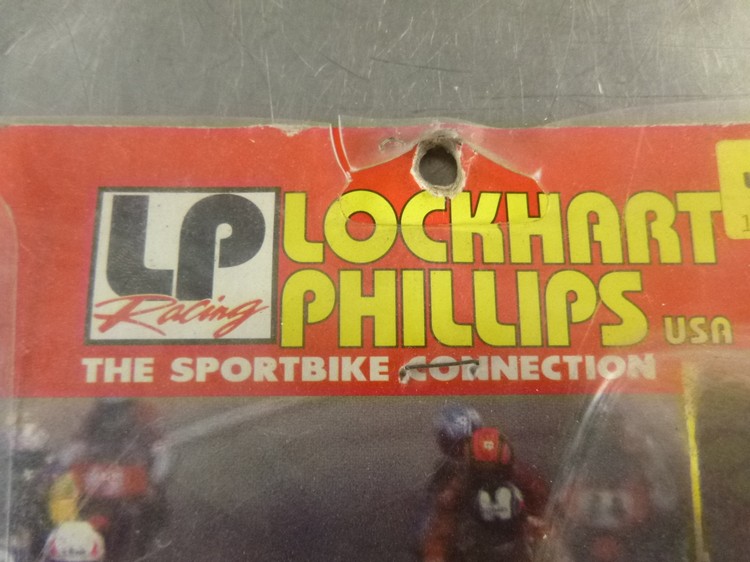 LP
Racing
LOCKHART
PHILLIPS USA
THE SPORTBIKE CONNECTION